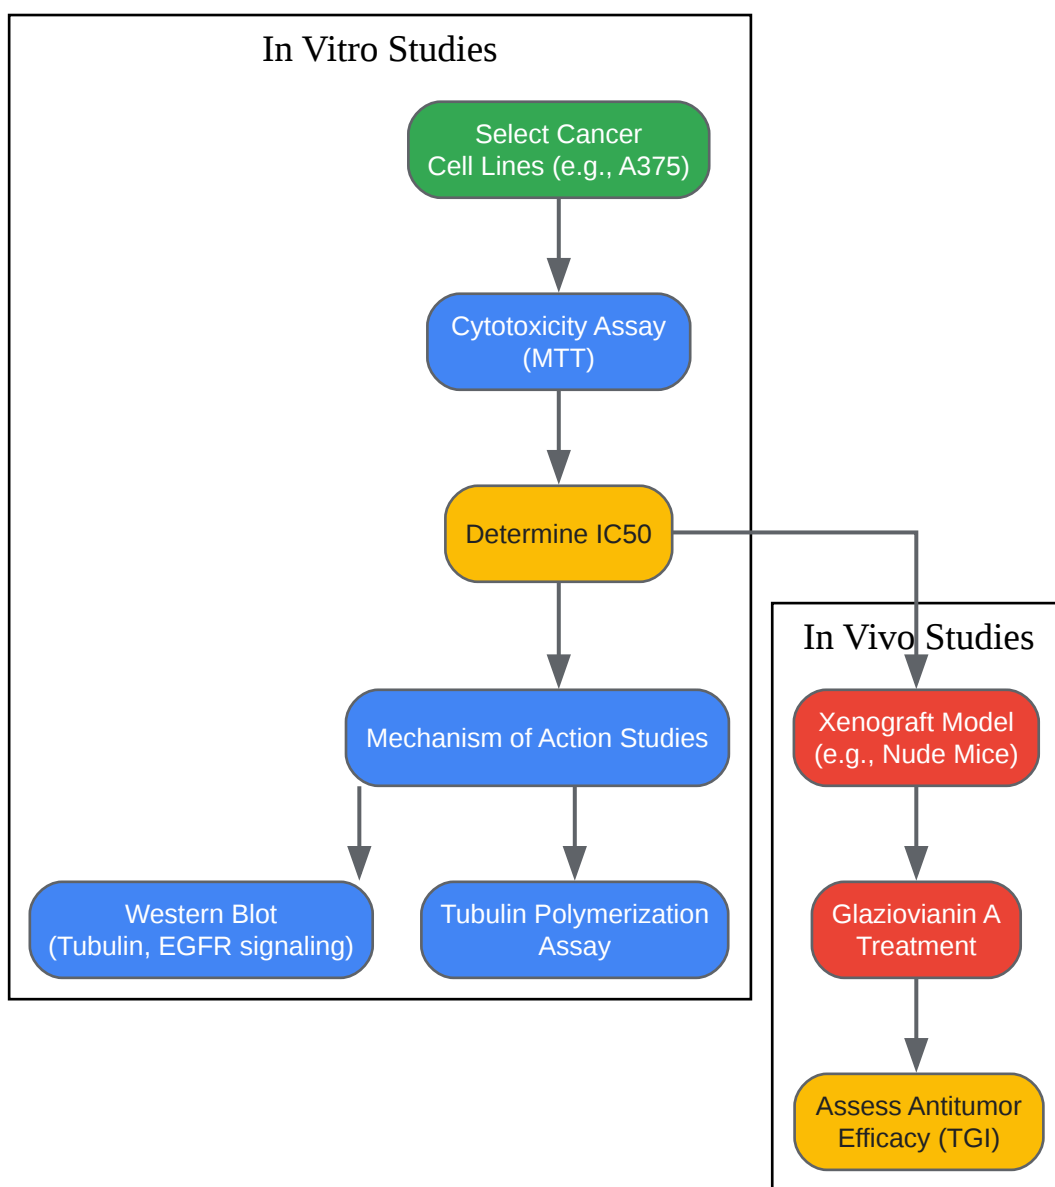 In Vitro Studies
Select Cancer
Cell Lines (e.g., A375)
Cytotoxicity Assay
(MTT)
Determine IC50
Mechanism of Action Studies
Western Blot
(Tubulin, EGFR signaling)
Tubulin Polymerization
Assay
In Vivo Studies
Xenograft Model
(e.g., Nude Mice)
Glaziovianin A
Treatment
Assess Antitumor
Efficacy (TGI)